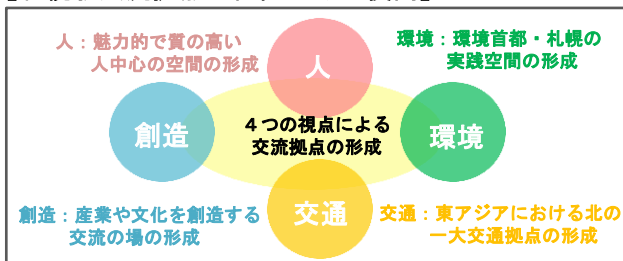 人：魅力的で質の高い
人中心の空間の形成
人
環境：環境首都・札幌の
実践空間の形成
創造
４つの視点による
交流拠点の形成
環境
創造：産業や文化を創造する
交流の場の形成
交通
交通：東アジアにおける北の
一大交通拠点の形成